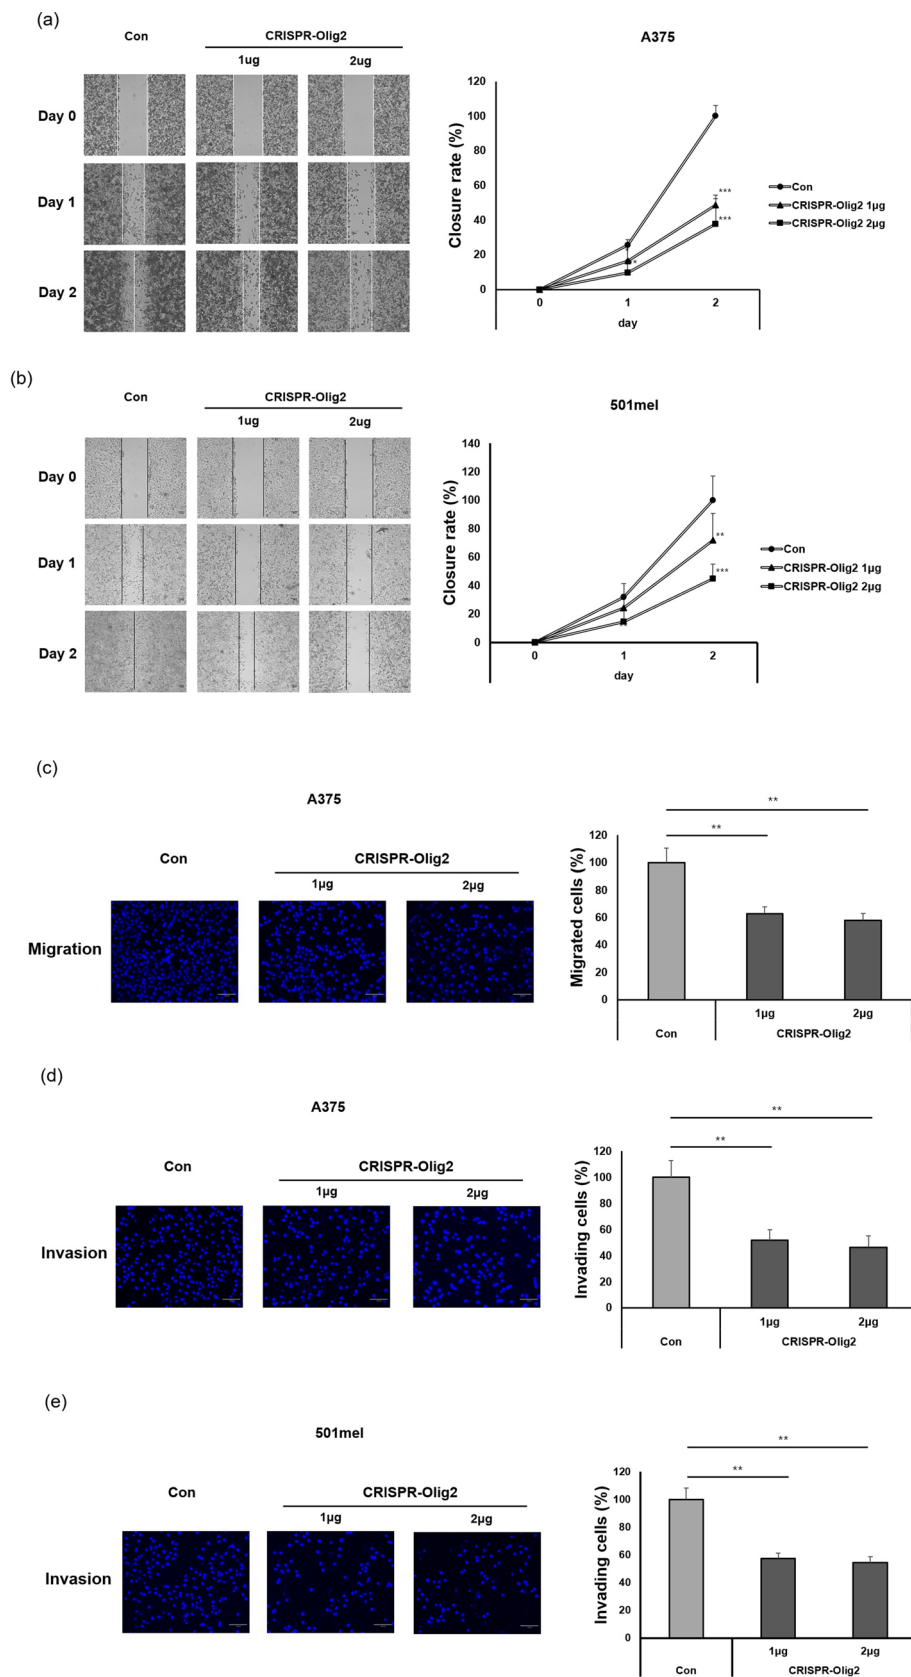 (a)
Con
CRISPR-Olig2
1ug
2ug
Day 0
Day 1
Day 2
A375
Closure rate (%)
120
100
80
60
40
20
0
0
1
2
day
***
***
*
Con
CRISPR-Olig2 1µg
CRISPR-Olig2 2µg
(b)
Con
CRISPR-Olig2
1ug
2ug
Day 0
Day 1
Day 2
501mel
Closure rate (%)
140
120
100
80
60
40
20
0
0
1
2
day
**
***
Con
CRISPR-Olig2 1µg
CRISPR-Olig2 2µg
(c)
A375
Con
CRISPR-Olig2
1µg
2µg
Migration
**
**
Migrated cells (%)
120
100
80
60
40
20
0
1µg
2µg
Con
CRISPR-Olig2
(d)
A375
Con
CRISPR-Olig2
1µg
2µg
Invasion
**
**
Invading cells (%)
120
100
80
60
40
20
0
1µg
2µg
Con
CRISPR-Olig2
(e)
501mel
Con
CRISPR-Olig2
1µg
2µg
Invasion
**
**
Invading cells (%)
120
100
80
60
40
20
0
1µg
2µg
Con
CRISPR-Olig2